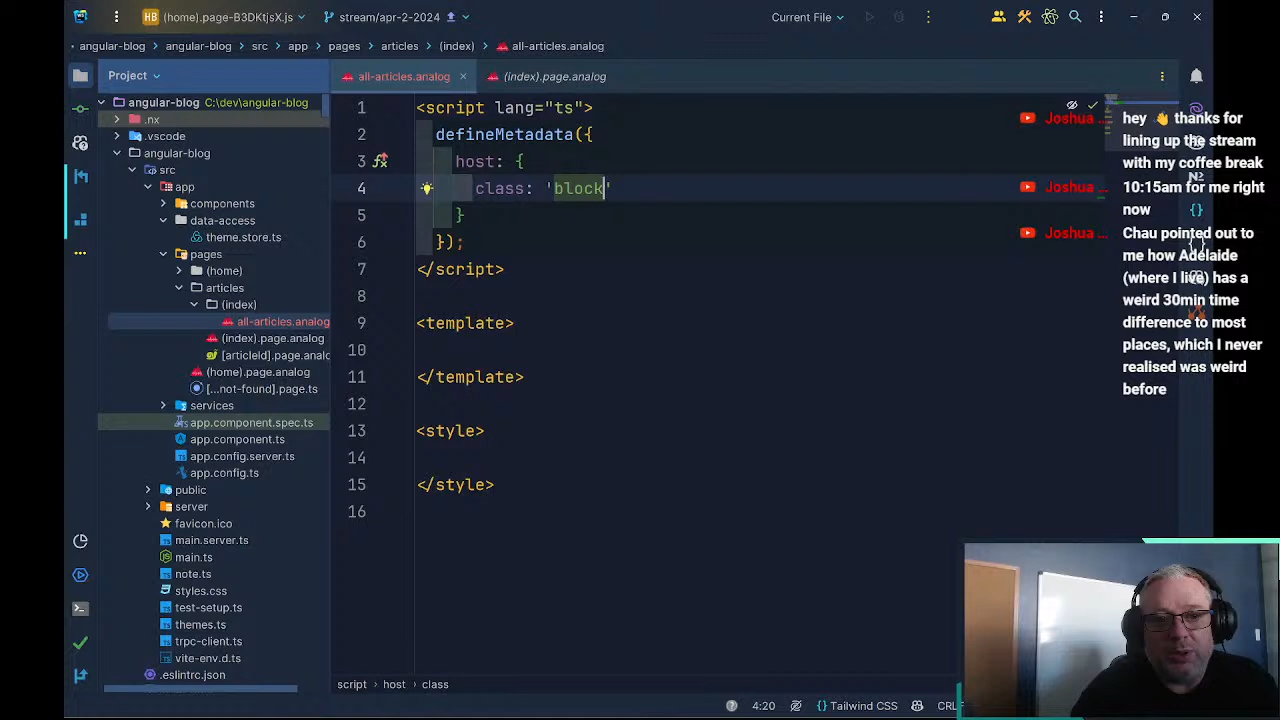 HB (home).page-B3DKtjsX.js
stream/apr-2-2024
Current File
angular-blog
angular-blog
src
app
pages
articles
(index)
all-articles.analog
Project
all-articles.analog
(index).page.analog
angular-blog C:\dev\angular-blog
.nx
.vscode
angular-blog
src
app
components
data-access
theme.store.ts
pages
(home)
articles
(index)
all-articles.analog
(index).page.analog
[articleId].page.analo
(home).page.analog
[...not-found].page.ts
services
app.component.spec.ts
app.component.ts
app.config.server.ts
app.config.ts
public
server
favicon.ico
main.server.ts
main.ts
note.ts
styles.css
test-setup.ts
themes.ts
trpc-client.ts
vite-env.d.ts
.eslintrc.json
1 <script lang="ts">
2 defineMetadata({
3 host: {
4 class: 'block'
5 }
6 });
7 </script>
8
9 <template>
10
11 </template>
12
13 <style>
14
15 </style>
16
Joshua ... hey 👋 thanks for
lining up the stream
with my coffee break
Joshua ... 10:15am for me right
now
Joshua ... Chau pointed out to
me how Adelaide
(where I live) has a
weird 30min time
difference to most
places, which I never
realised was weird
before
script
host
class
4:20
Tailwind CSS
CRL